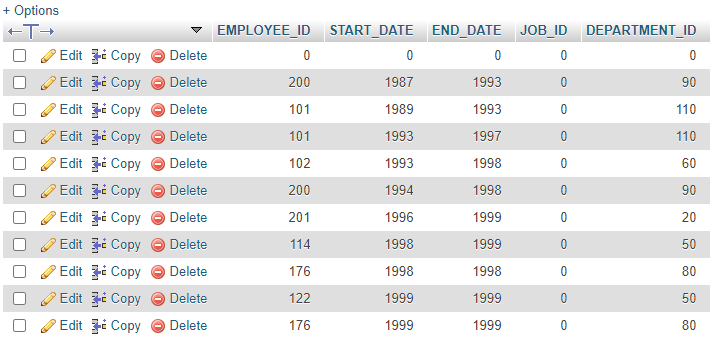 + Options
EMPLOYEE_ID START_DATE END_DATE JOB_ID DEPARTMENT_ID
Edit Copy Delete 0 0 0 0 0
Edit Copy Delete 200 1987 1993 0 90
Edit Copy Delete 101 1989 1993 0 110
Edit Copy Delete 101 1993 1997 0 110
Edit Copy Delete 102 1993 1998 0 60
Edit Copy Delete 200 1994 1998 0 90
Edit Copy Delete 201 1996 1999 0 20
Edit Copy Delete 114 1998 1999 0 50
Edit Copy Delete 176 1998 1998 0 80
Edit Copy Delete 122 1999 1999 0 50
Edit Copy Delete 176 1999 1999 0 80